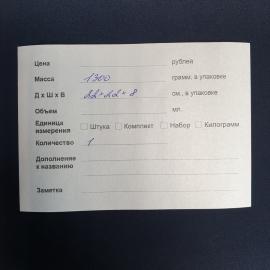 Цена рублей
Масса 1300 грамм, в упаковке
Д x Ш x В 22*22*8 см, в упаковке
Объем мл.
Единица измерения Штука Комплект Набор Килограмм
Количество 1
Дополнение
к названию
Заметка